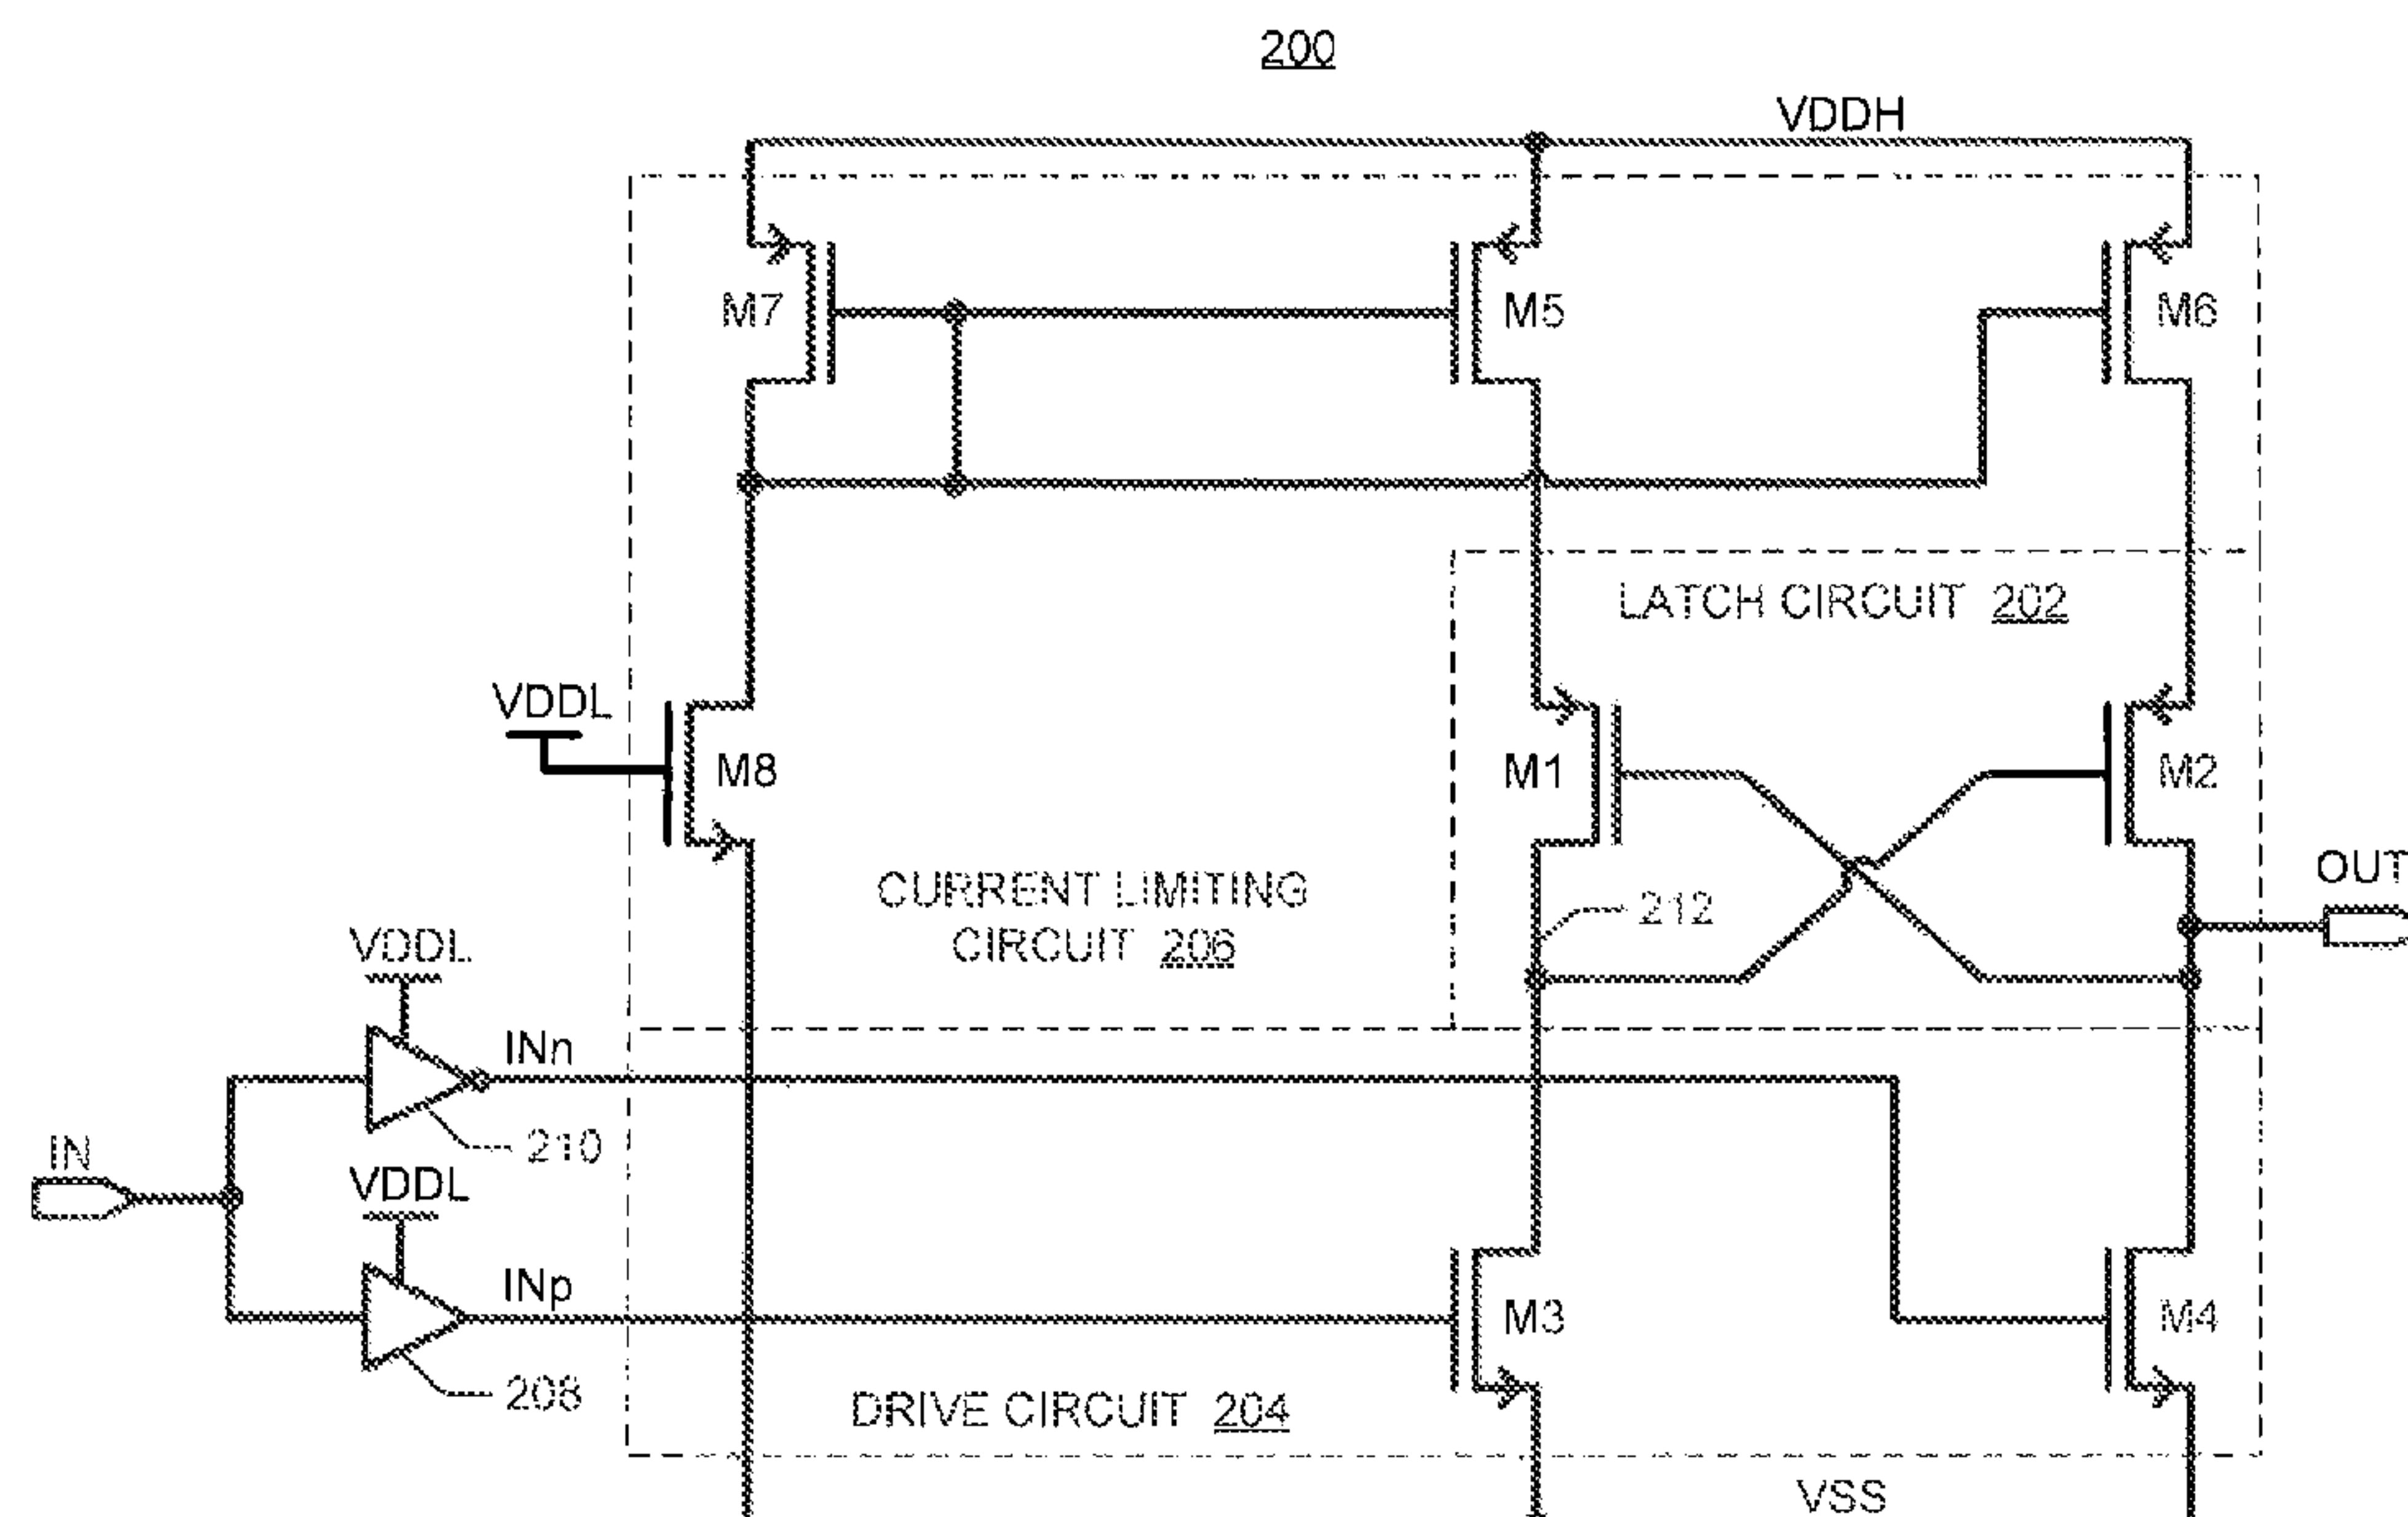 200
VDDH
M7
M5
M6
LATCH CIRCUIT 202
VDDL
M8
M1
M2
CURRENT LIMITING
CIRCUIT 206
212
OUT
VDDL
INn
210
IN
VDDL
INp
M3
M4
208
DRIVE CIRCUIT 204
VSS